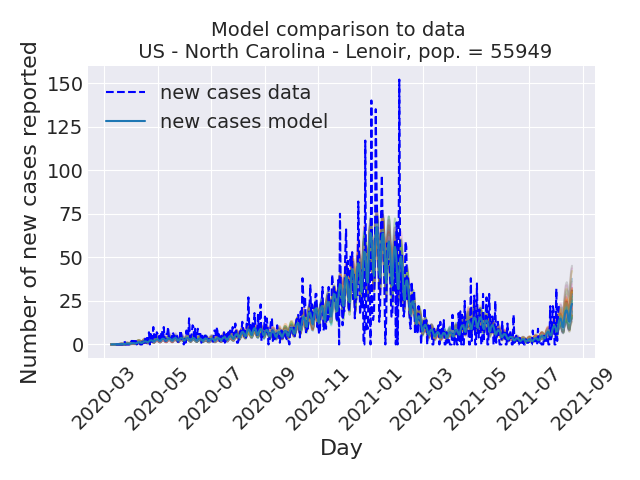 Model comparison to data
US - North Carolina - Lenoir, pop. = 55949
Number of new cases reported
150
125
100
75
50
25
0
new cases data
new cases model
2020-03
2020-05
2020-07
2020-09
2020-11
2021-01
2021-03
2021-05
2021-07
2021-09
Day